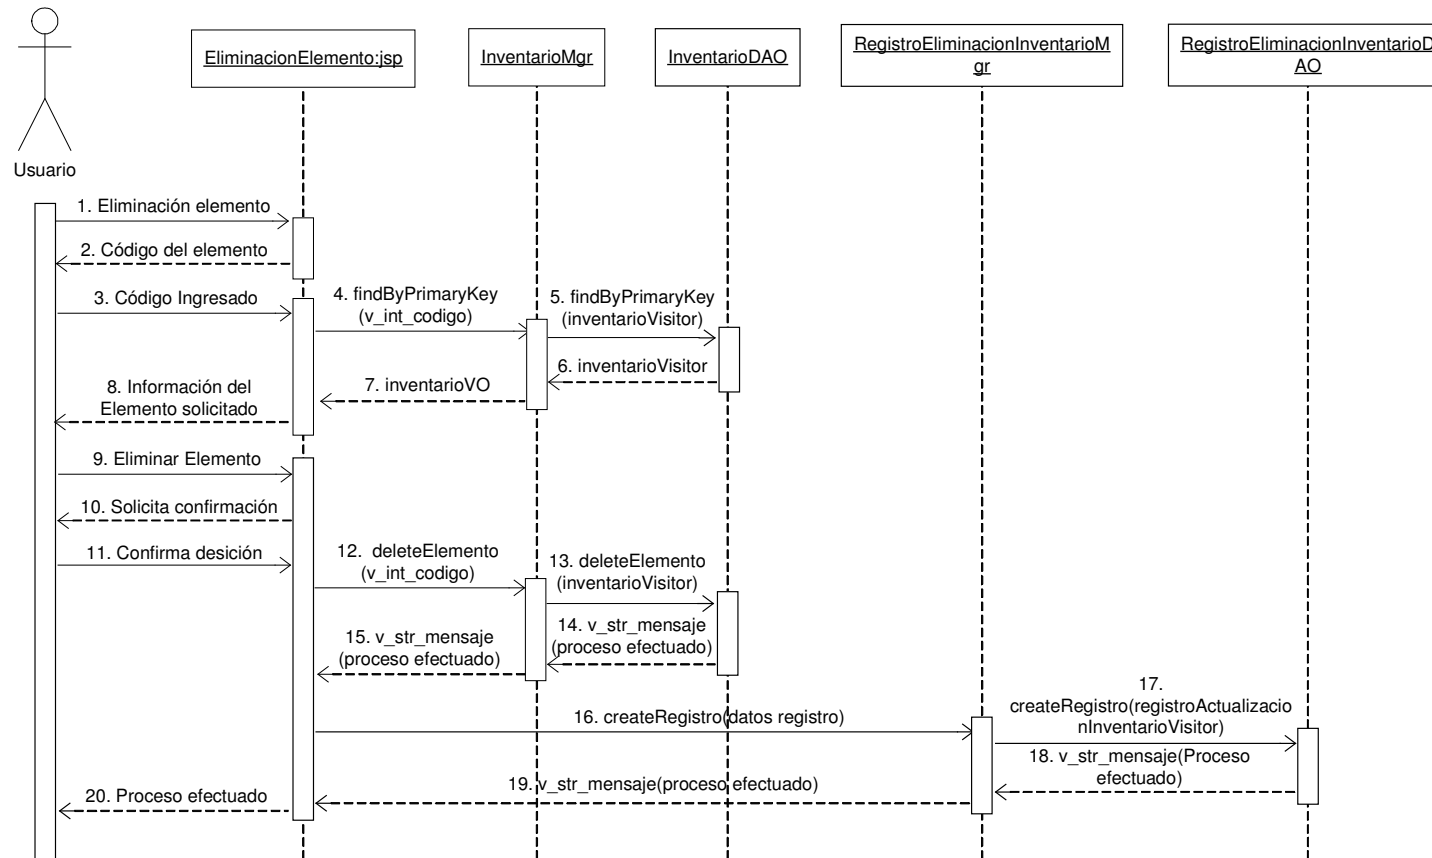 EliminacionElemento:jsp
InventarioMgr
InventarioDAO
RegistroEliminacionInventarioM
gr
RegistroEliminacionInventarioD
AO
Usuario
1. Eliminación elemento
2. Código del elemento
3. Código Ingresado
4. findByPrimaryKey
(v_int_codigo)
5. findByPrimaryKey
(inventarioVisitor)
6. inventarioVisitor
7. inventarioVO
8. Información del
Elemento solicitado
9. Eliminar Elemento
10. Solicita confirmación
11. Confirma desición
12. deleteElemento
(v_int_codigo)
13. deleteElemento
(inventarioVisitor)
14. v_str_mensaje
(proceso efectuado)
15. v_str_mensaje
(proceso efectuado)
16. createRegistro(datos registro)
17.
createRegistro(registroActualizacio
nInventarioVisitor)
18. v_str_mensaje(Proceso
efectuado)
19. v_str_mensaje(proceso efectuado)
20. Proceso efectuado